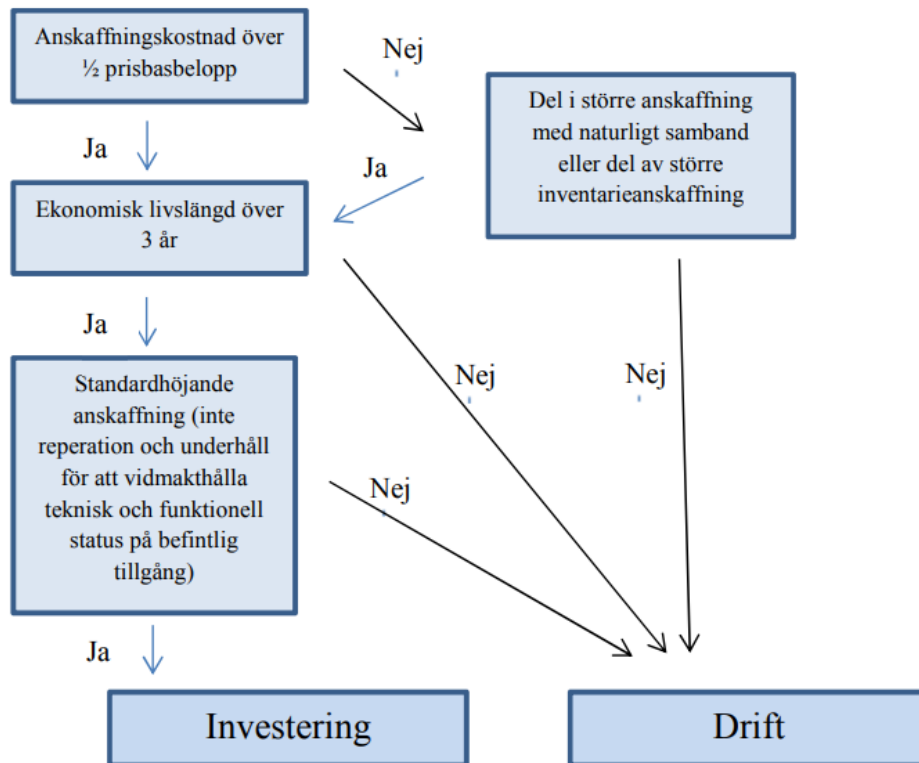 Anskaffningskostnad över
½ prisbasbelopp
Nej
Del i större anskaffning
med naturligt samband
eller del av större
inventarieanskaffning
Ja
Ja
Ekonomisk livslängd över
3 år
Ja
Nej
Nej
Standardhöjande
anskaffning (inte
reperation och underhåll
för att vidmakthålla
teknisk och funktionell
status på befintlig
tillgång)
Nej
Ja
Investering
Drift